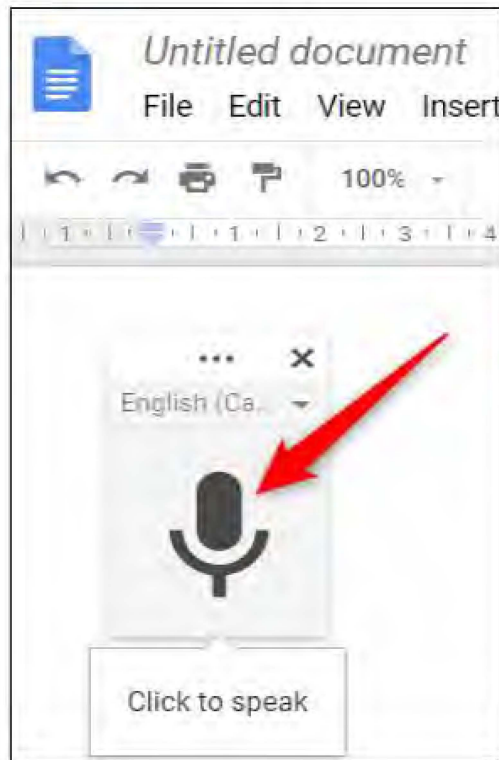 Untitled document
File Edit View Insert
100%
1 1 2 3 4
English (Ca..
Click to speak